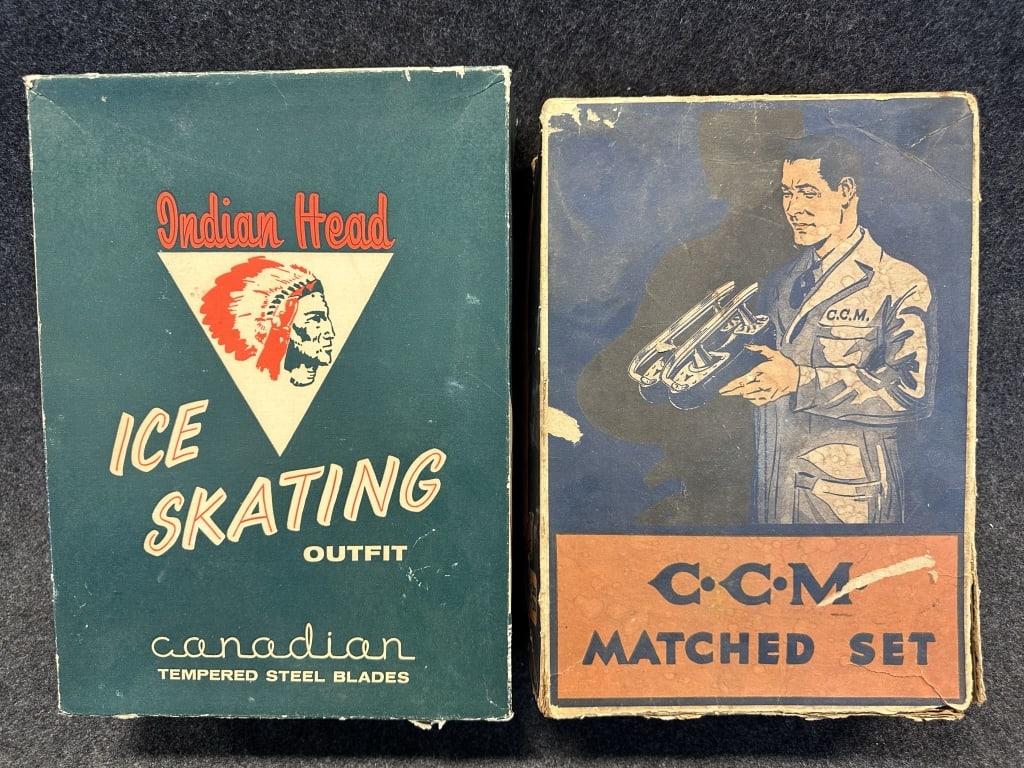 Indian Head
ICE
SKATING
OUTFIT
canadian
TEMPERED STEEL BLADES
C.C.M.
C·C·M
MATCHED SET